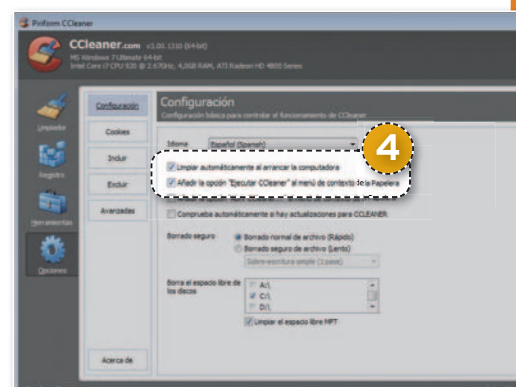 Piriform CCleaner
CCleaner.com v3.00.1310 (64-bit)
MS Windows 7 Ultimate 64-bit
Intel Core i7 CPU 920 @ 2.67GHz, 4,0GB RAM, ATI Radeon HD 4800 Series
Limpiador
Registro
Herramientas
Opciones
Configuración
Cookies
Incluir
Excluir
Avanzadas
Acerca de
Configuración
Configuración básica para controlar el funcionamiento de CCleaner
Idioma Español (Spanish)
4
Limpiar automáticamente al arrancar la computadora
Añadir la opción "Ejecutar CCleaner" al menú de contexto de la Papelera
Comprueba automáticamente si hay actualizaciones para CCLEANER
Borrado seguro Borrado normal de archivo (Rápido)
Borrado seguro de archivo (Lento)
Sobre-escritura simple (1 pase)
Borra el espacio libre de los discos
A:\
C:\
D:\
Limpiar el espacio libre MFT